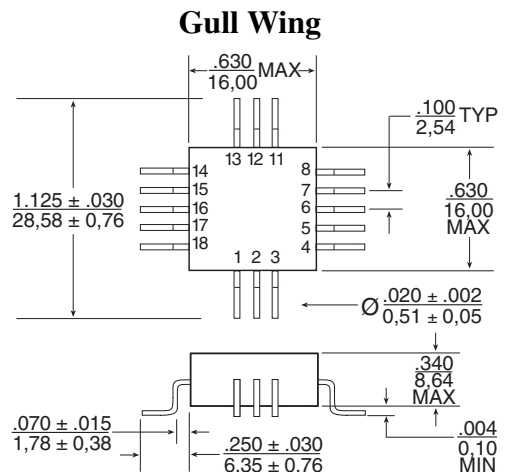 Gull Wing
.630
16,00
MAX
.100
2,54
TYP
13 12 11
14
15
16
17
18
8
7
6
5
4
1 2 3
1.125 ± .030
28,58 ± 0,76
.630
16.00
MAX
Ø .020 ± .002
0,51 ± 0,05
.340
8,64
MAX
.070 ± .015
1,78 ± 0,38
.250 ± .030
6,35 ± 0,76
.004
0,10
MIN